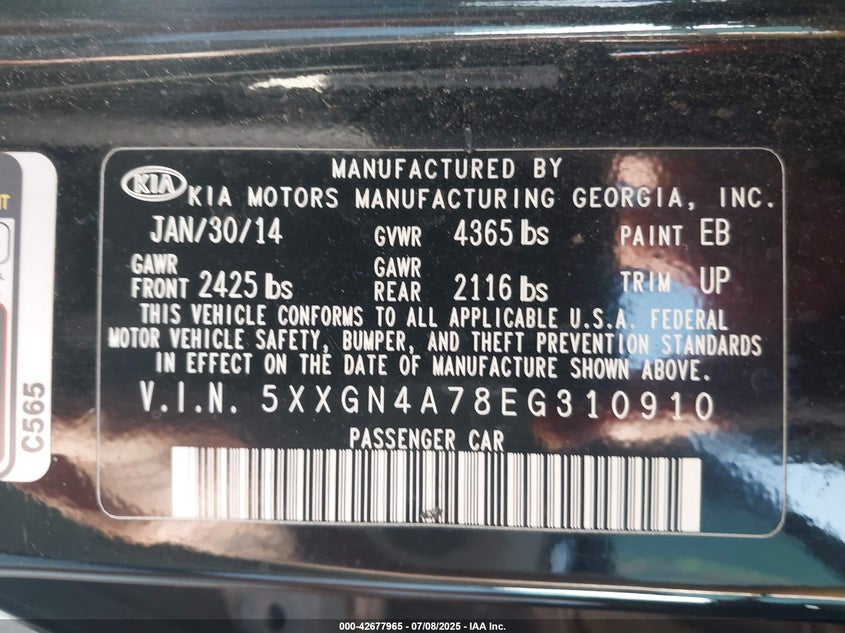 MANUFACTURED BY
KIA KIA MOTORS MANUFACTURING GEORGIA, INC.
JAN/30/14 GVWR 4365 lbs PAINT EB
GAWR FRONT 2425 lbs GAWR REAR 2116 lbs TRIM UP
THIS VEHICLE CONFORMS TO ALL APPLICABLE U.S.A. FEDERAL
MOTOR VEHICLE SAFETY, BUMPER, AND THEFT PREVENTION STANDARDS
IN EFFECT ON THE DATE OF MANUFACTURE SHOWN ABOVE.
V.I.N. 5XXGN4A78EG310910
PASSENGER CAR
C565
000-42677965 | 07/08/2025 - IAA Inc.